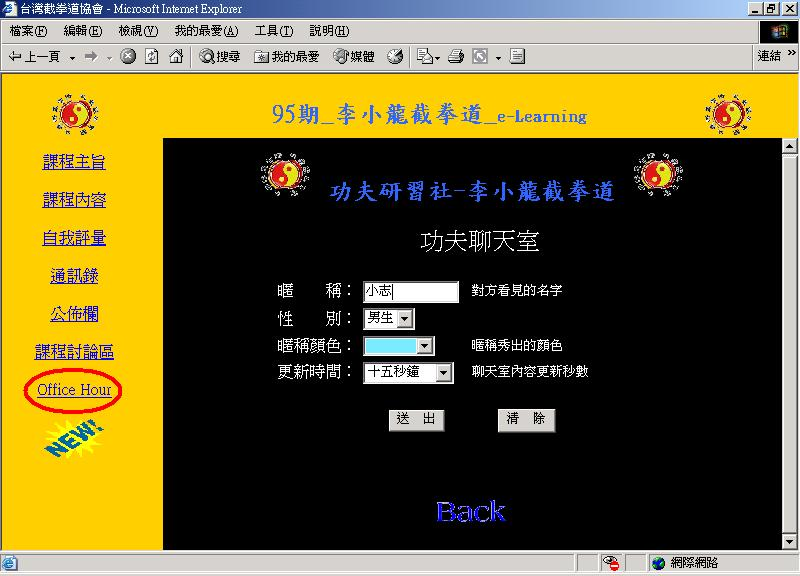 台灣截拳道協會 - Microsoft Internet Explorer
檔案(F) 編輯(E) 檢視(V) 我的最愛(A) 工具(T) 說明(H)
上一頁 搜尋 我的最愛 媒體 連結 »
95期_李小龍截拳道_e-Learning
課程主旨
課程內容
自我評量
通訊錄
公佈欄
課程討論區
Office Hour
NEW!
功夫研習社-李小龍截拳道
功夫聊天室
暱 稱： 小志 對方看見的名字
性 別： 男生
暱稱顏色： 暱稱秀出的顏色
更新時間： 十五秒鐘 聊天室內容更新秒數
送 出 清 除
Back
網際網路